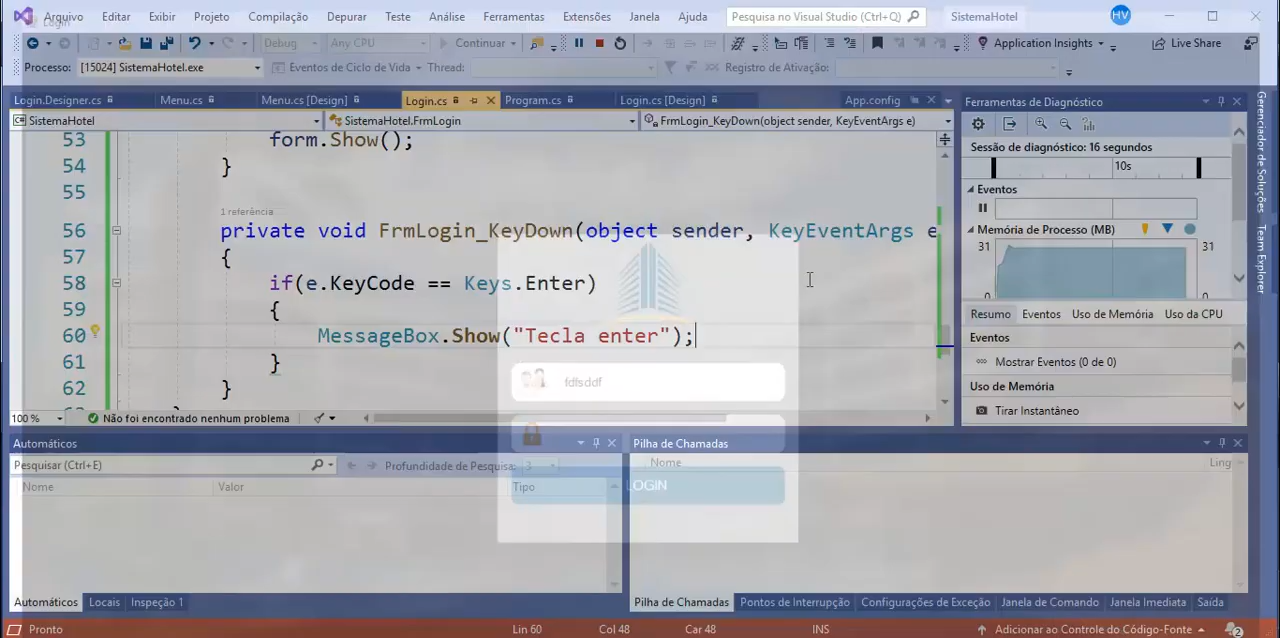 Arquivo Editar Exibir Projeto Compilação Depurar Teste Análise Ferramentas Extensões Janela Ajuda Pesquisa no Visual Studio (Ctrl+Q) SistemaHotel HV
Login
Debug Any CPU Continuar Application Insights Live Share
Processo: [15024] SistemaHotel.exe Eventos de Ciclo de Vida Thread: Registro de Ativação:
Login.Designer.cs Menu.cs Menu.cs [Design] Login.cs Program.cs Login.cs [Design] App.config Ferramentas de Diagnóstico
SistemaHotel SistemaHotel.FrmLogin FrmLogin_KeyDown(object sender, KeyEventArgs e)
Sessão de diagnóstico: 16 segundos
10s
Eventos
Memória de Processo (MB)
31 31
0 0
Resumo Eventos Uso de Memória Uso da CPU
Eventos
Mostrar Eventos (0 de 0)
Uso de Memória
Tirar Instantâneo
Gerenciador de Soluções
Team Explorer
53 form.Show();
54 }
55
1 referência
56 private void FrmLogin_KeyDown(object sender, KeyEventArgs e
57 {
58 if(e.KeyCode == Keys.Enter)
59 {
60 MessageBox.Show("Tecla enter");
61 }
62 }
fdfsddf
LOGIN
100 % Não foi encontrado nenhum problema
Automáticos
Pesquisar (Ctrl+E) Profundidade de Pesquisa: 3
Nome Valor Tipo
Pilha de Chamadas
Nome Ling
Automáticos Locais Inspeção 1
Pilha de Chamadas Pontos de Interrupção Configurações de Exceção Janela de Comando Janela Imediata Saída
Pronto Lin 60 Col 48 Car 48 INS Adicionar ao Controle do Código-Fonte 2